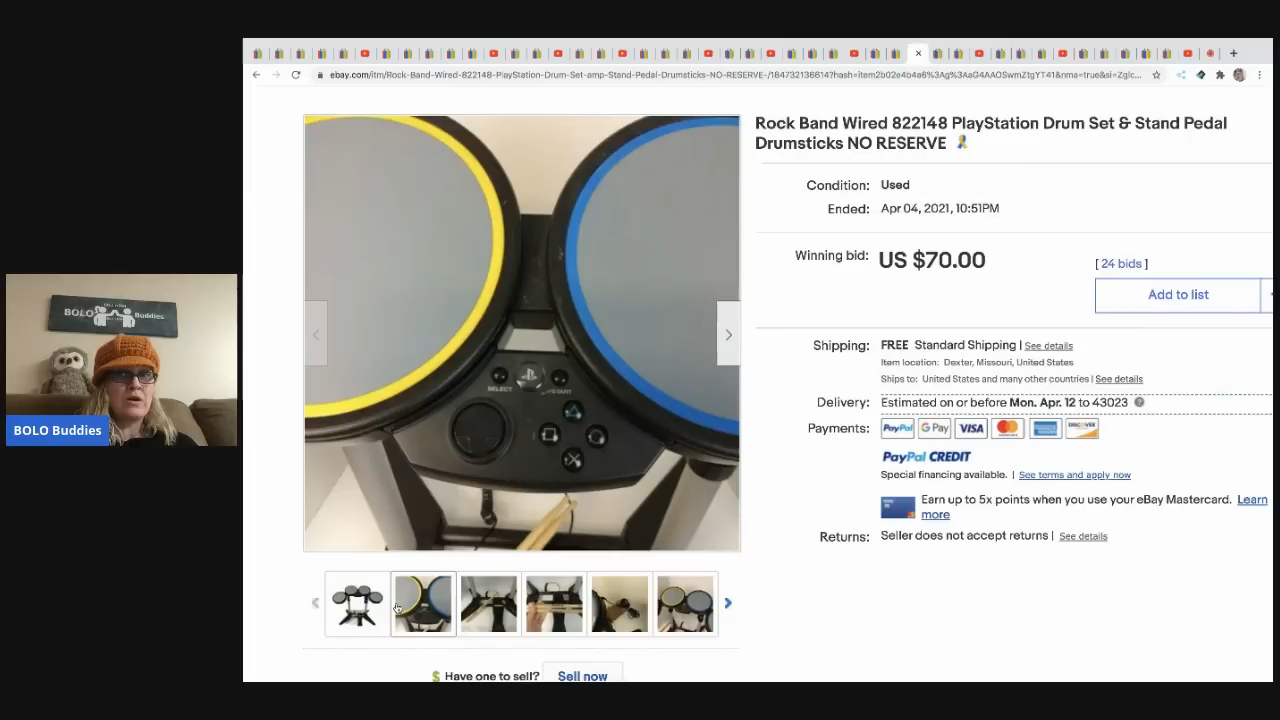 ebay.com/itm/Rock-Band-Wired-822148-PlayStation-Drum-Set-amp-Stand-Pedal-Drumsticks-NO-RESERVE-/184732136614?hash=item2b02e4b4a6%3Ag%3AaG4AAOSwmZtgYT41&nma=true&si=Zglc...
Rock Band Wired 822148 PlayStation Drum Set & Stand Pedal
Drumsticks NO RESERVE
Condition: Used
Ended: Apr 04, 2021, 10:51PM
Winning bid: US $70.00 [ 24 bids ]
Add to list
Shipping: FREE Standard Shipping | See details
Item location: Dexter, Missouri, United States
Ships to: United States and many other countries | See details
Delivery: Estimated on or before Mon. Apr. 12 to 43023
Payments: PayPal G Pay VISA
PayPal CREDIT
Special financing available. | See terms and apply now
Earn up to 5x points when you use your eBay Mastercard. Learn
more
Returns: Seller does not accept returns | See details
SELECT
START
BOLO Buddies
BOLO Buddies
$ Have one to sell? Sell now